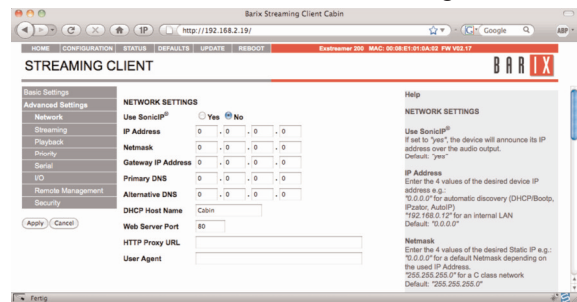 Barix Streaming Client Cabin
http://192.168.2.19/
Google
ABP
HOME CONFIGURATION STATUS DEFAULTS UPDATE REBOOT
Exstreamer 200 MAC: 00:08:E1:01:0A:02 FW V03.17
STREAMING CLIENT
BARIX
Basic Settings
Advanced Settings
Network
Streaming
Playback
Priority
Serial
I/O
Remote Management
Security
Apply Cancel
NETWORK SETTINGS
Use SonicIP® Yes No
IP Address 0 . 0 . 0 . 0
Netmask 0 . 0 . 0 . 0
Gateway IP Address 0 . 0 . 0 . 0
Primary DNS 0 . 0 . 0 . 0
Alternative DNS 0 . 0 . 0 . 0
DHCP Host Name Cabin
Web Server Port 80
HTTP Proxy URL
User Agent
Help
NETWORK SETTINGS
Use SonicIP®
If set to "yes", the device will announce its IP
address over the audio output.
Default: "yes"
IP Address
Enter the 4 values of the desired device IP
address e.g.:
"0.0.0.0" for automatic discovery (DHCP/Bootp,
IPzator, AutoIP)
"192.168.0.12" for an internal LAN
Default: "0.0.0.0"
Netmask
Enter the 4 values of the desired Static IP e.g.:
"0.0.0.0" for a default Netmask depending on
the used IP Address.
"255.255.255.0" for a C class network
Default: "255.255.255.0"
Fertig